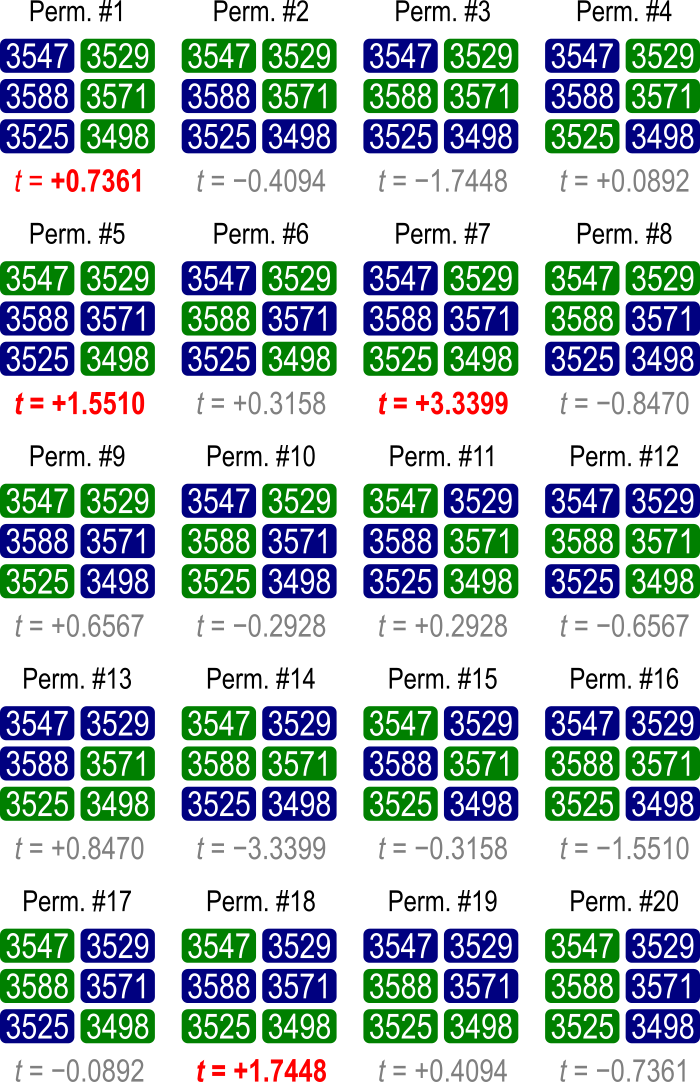 Perm. #1 Perm. #2 Perm. #3 Perm. #4
3547 3529 3547 3529 3547 3529 3547 3529
3588 3571 3588 3571 3588 3571 3588 3571
3525 3498 3525 3498 3525 3498 3525 3498
t = +0.7361 t = −0.4094 t = −1.7448 t = +0.0892
Perm. #5 Perm. #6 Perm. #7 Perm. #8
3547 3529 3547 3529 3547 3529 3547 3529
3588 3571 3588 3571 3588 3571 3588 3571
3525 3498 3525 3498 3525 3498 3525 3498
t = +1.5510 t = +0.3158 t = +3.3399 t = −0.8470
Perm. #9 Perm. #10 Perm. #11 Perm. #12
3547 3529 3547 3529 3547 3529 3547 3529
3588 3571 3588 3571 3588 3571 3588 3571
3525 3498 3525 3498 3525 3498 3525 3498
t = +0.6567 t = −0.2928 t = +0.2928 t = −0.6567
Perm. #13 Perm. #14 Perm. #15 Perm. #16
3547 3529 3547 3529 3547 3529 3547 3529
3588 3571 3588 3571 3588 3571 3588 3571
3525 3498 3525 3498 3525 3498 3525 3498
t = +0.8470 t = −3.3399 t = −0.3158 t = −1.5510
Perm. #17 Perm. #18 Perm. #19 Perm. #20
3547 3529 3547 3529 3547 3529 3547 3529
3588 3571 3588 3571 3588 3571 3588 3571
3525 3498 3525 3498 3525 3498 3525 3498
t = −0.0892 t = +1.7448 t = +0.4094 t = −0.7361